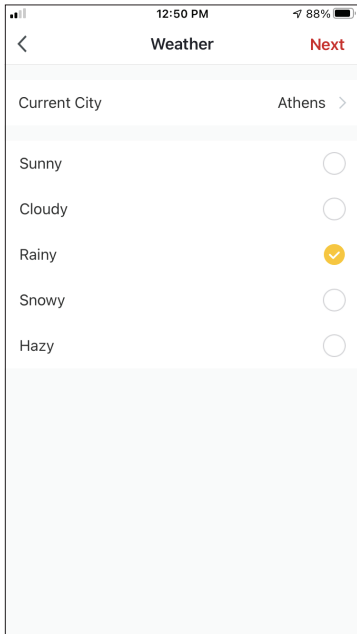 12:50 PM 88%
Weather Next
Current City Athens
Sunny
Cloudy
Rainy
Snowy
Hazy